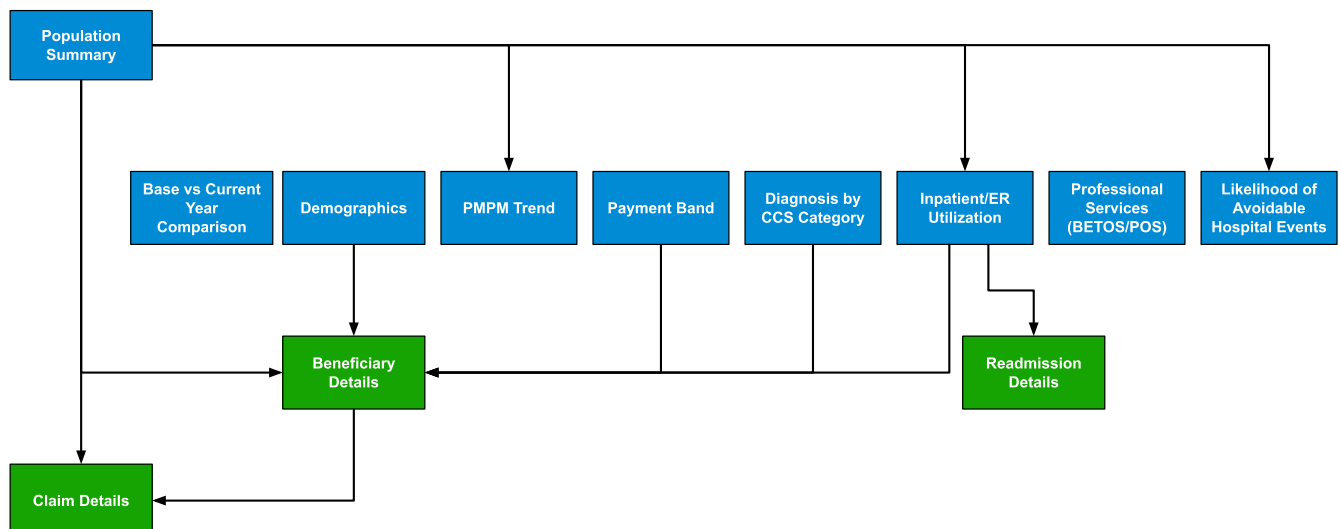 Population
Summary
Base vs Current
Year
Comparison
Demographics
PMPM Trend
Payment Band
Diagnosis by
CCS Category
Inpatient/ER
Utilization
Professional
Services
(BETOS/POS)
Likelihood of
Avoidable
Hospital Events
Beneficiary
Details
Readmission
Details
Claim Details